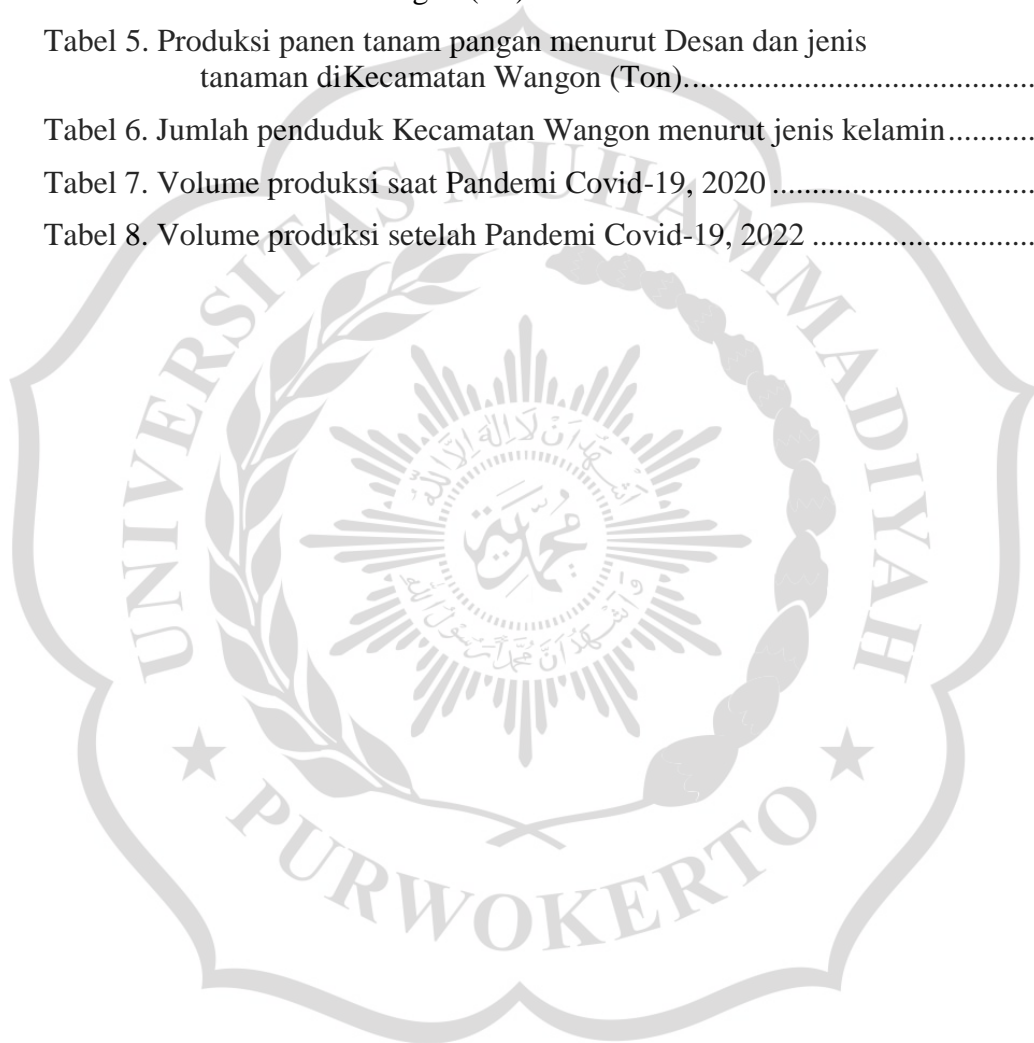 Tabel 5. Produksi panen tanam pangan menurut Desan dan jenis
tanaman diKecamatan Wangon (Ton).......................................
Tabel 6. Jumlah penduduk Kecamatan Wangon menurut jenis kelamin...........
Tabel 7. Volume produksi saat Pandemi Covid-19, 2020 ................................
Tabel 8. Volume produksi setelah Pandemi Covid-19, 2022 ...........................
UNIVERSITAS MUHAMMADIYAH
PURWOKERTO